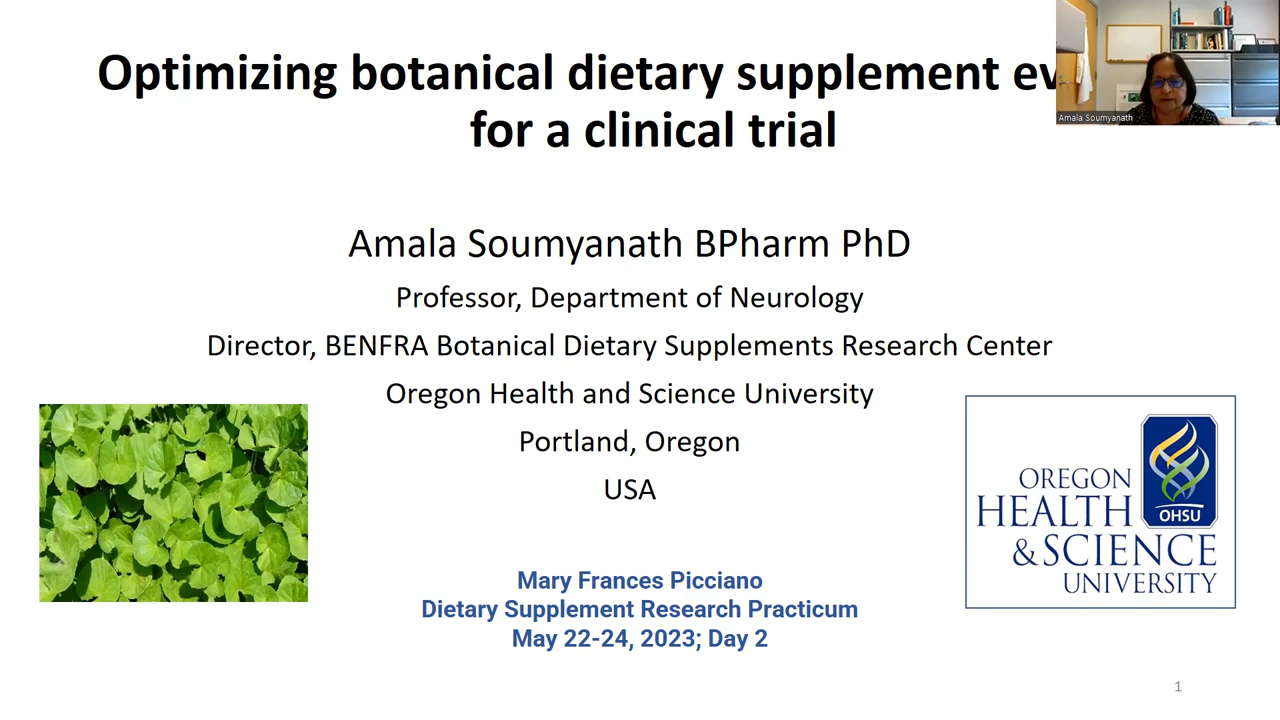 Optimizing botanical dietary supplement
for a clinical trial
Amala Soumyanath
Amala Soumyanath BPharm PhD
Professor, Department of Neurology
Director, BENFRA Botanical Dietary Supplements Research Center
Oregon Health and Science University
Portland, Oregon
USA
OREGON
HEALTH
OHSU
&SCIENCE
UNIVERSITY
Mary Frances Picciano
Dietary Supplement Research Practicum
May 22-24, 2023; Day 2
1